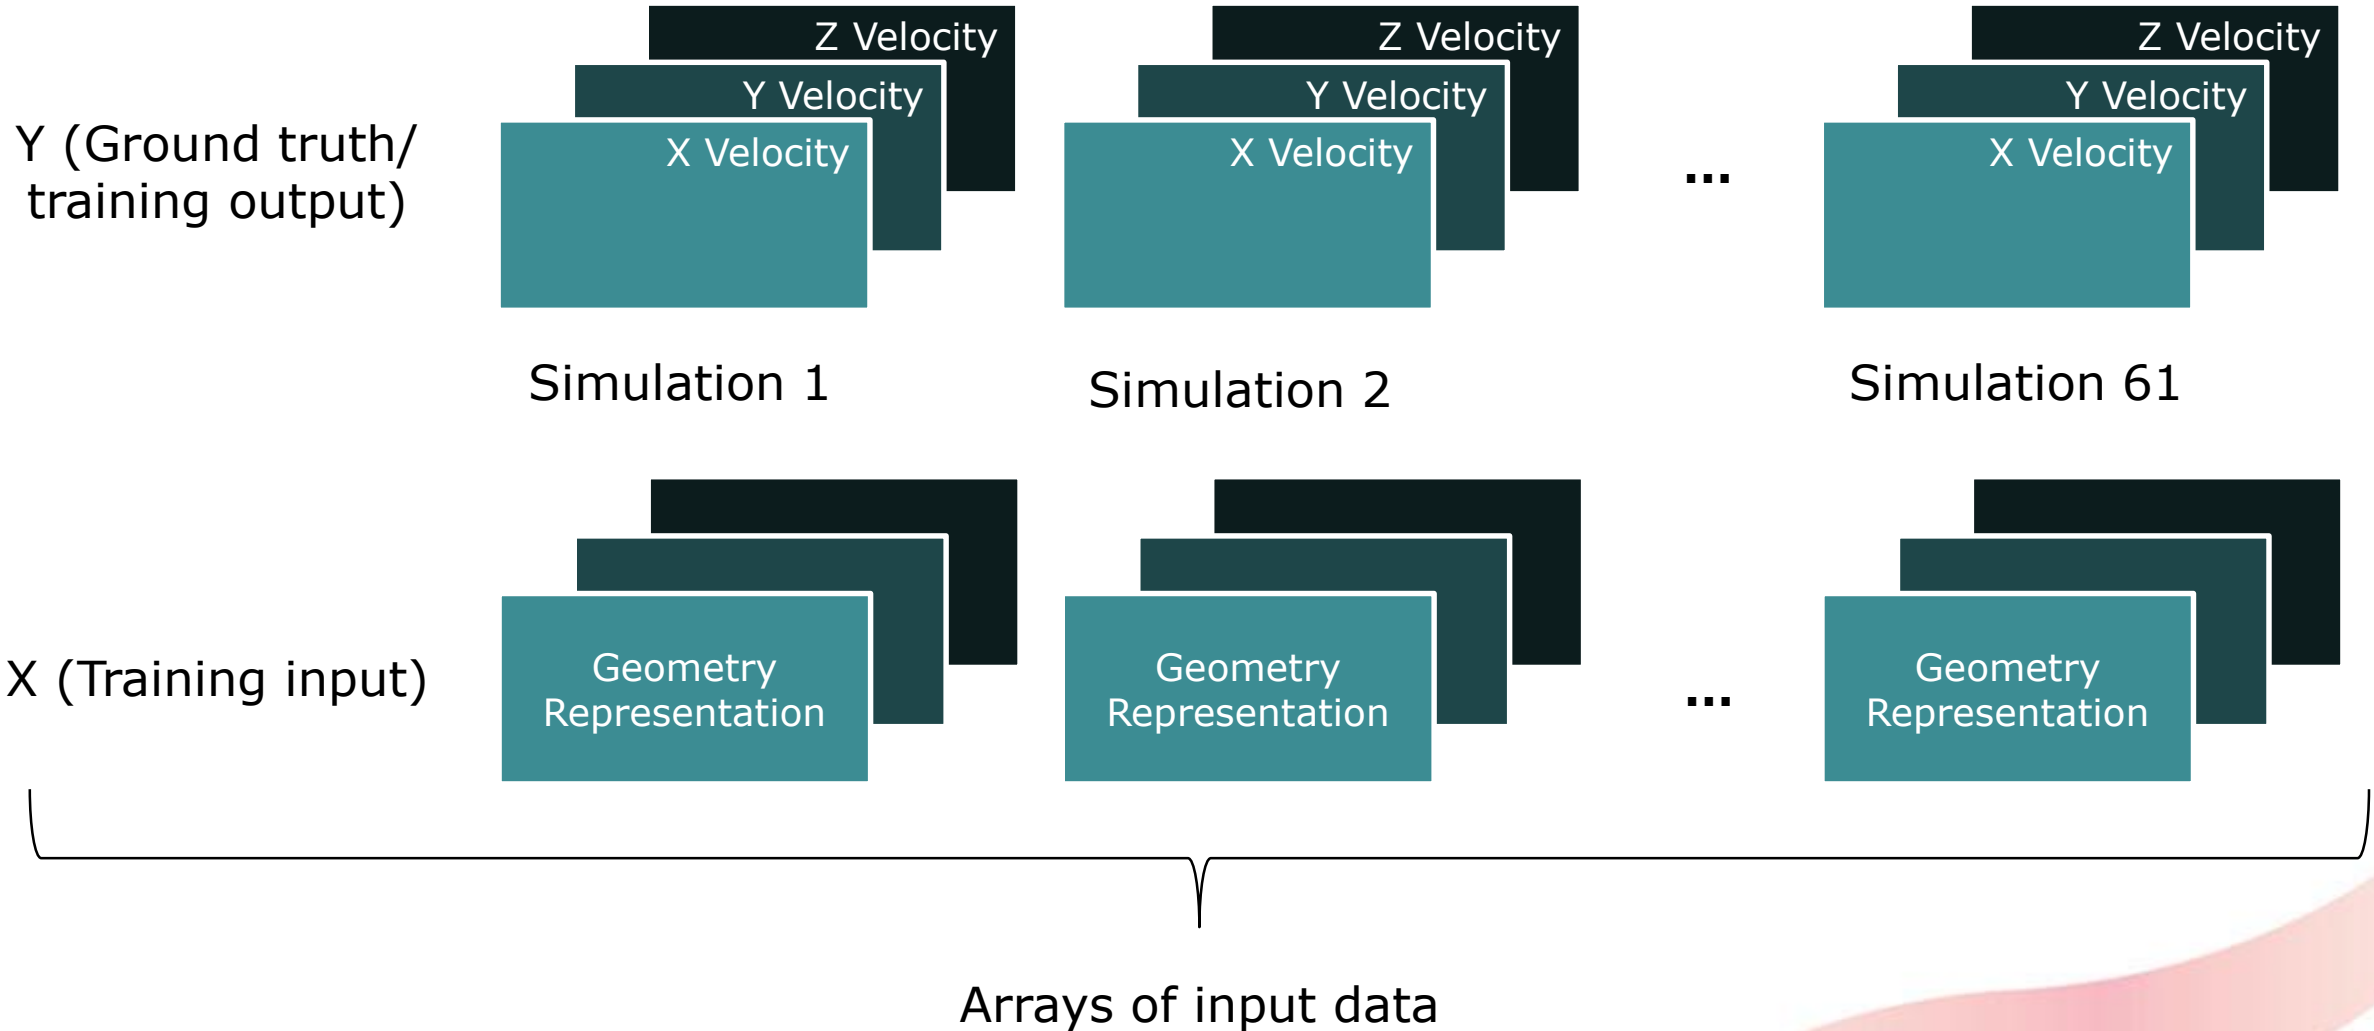 Z Velocity
Y Velocity
X Velocity
Z Velocity
Y Velocity
X Velocity
Z Velocity
Y Velocity
X Velocity
Y (Ground truth/
training output)
...
Simulation 1
Simulation 2
Simulation 61
X (Training input)
Geometry
Representation
Geometry
Representation
...
Geometry
Representation
Arrays of input data